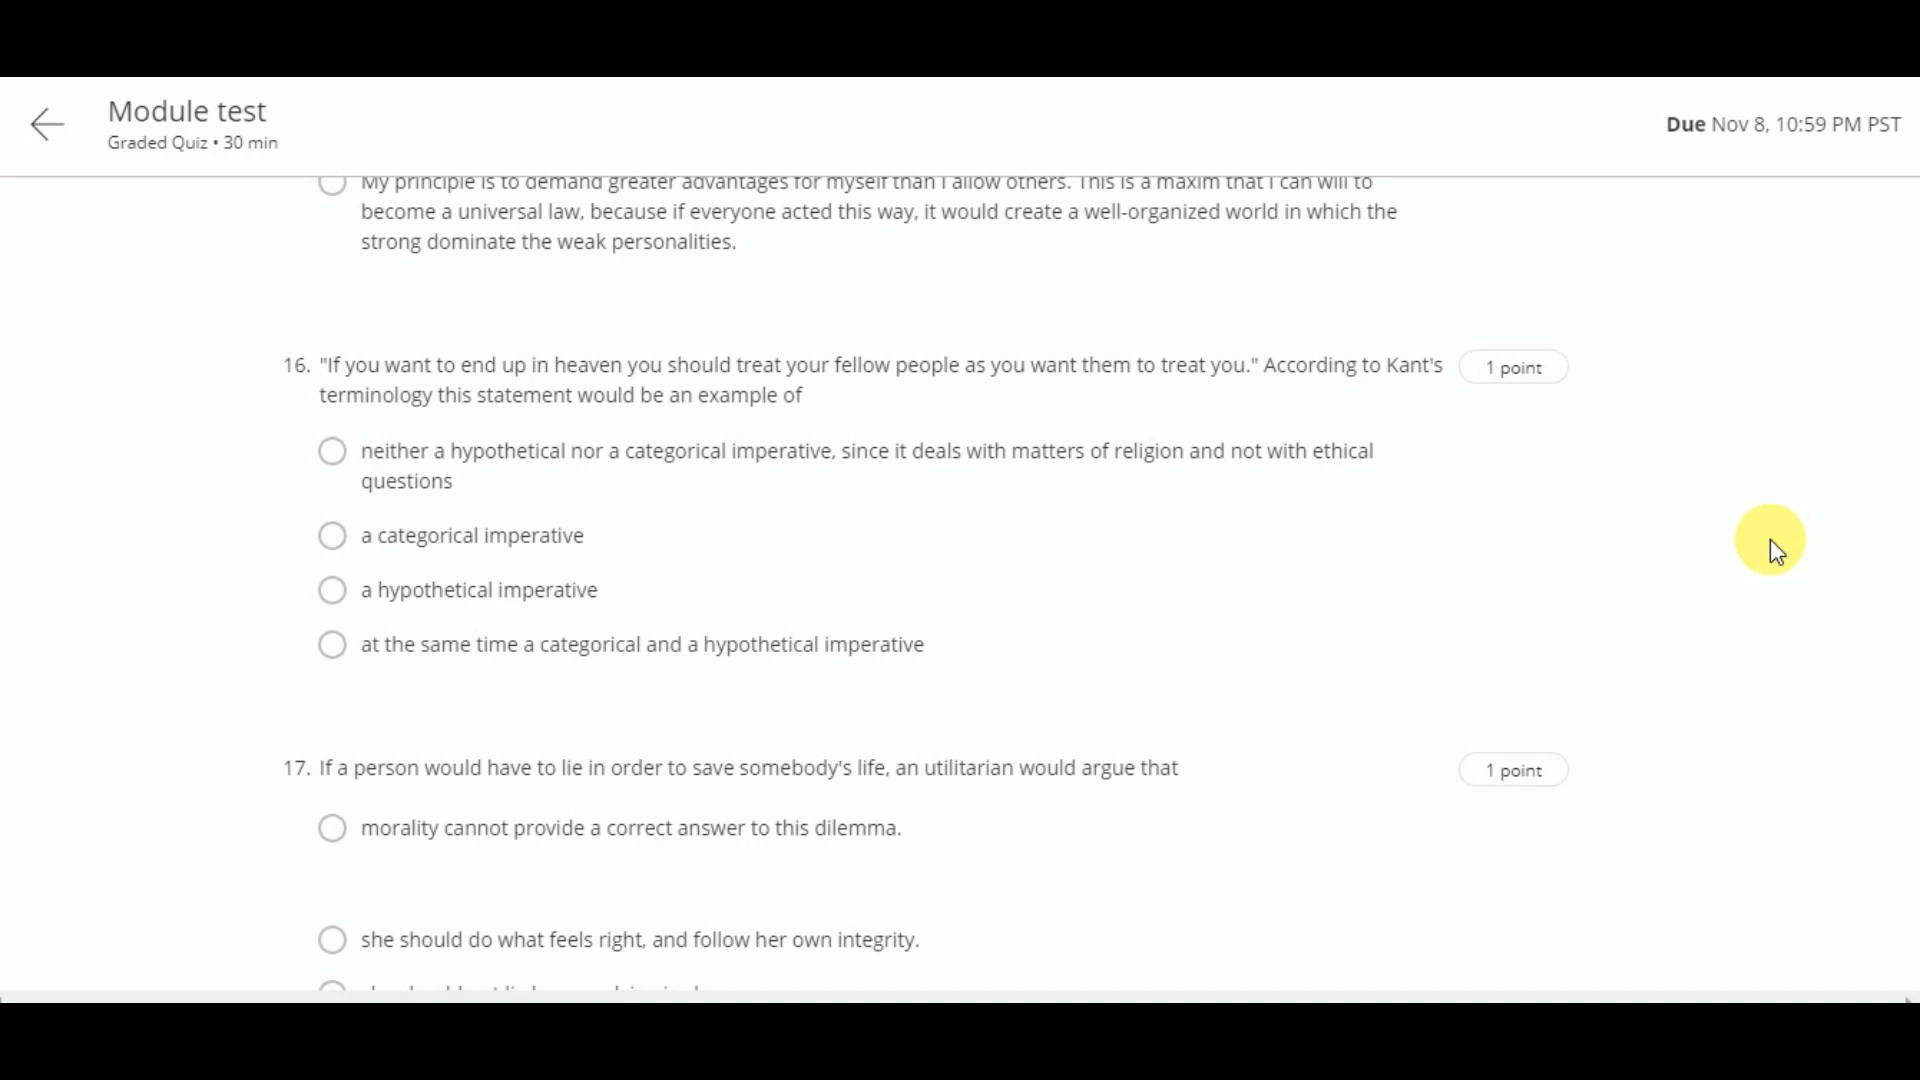 Module test
Graded Quiz • 30 min
Due Nov 8, 10:59 PM PST
My principle is to demand greater advantages for myself than I allow others. This is a maxim that I can will to
become a universal law, because if everyone acted this way, it would create a well-organized world in which the
strong dominate the weak personalities.
16. "If you want to end up in heaven you should treat your fellow people as you want them to treat you." According to Kant's
terminology this statement would be an example of
1 point
neither a hypothetical nor a categorical imperative, since it deals with matters of religion and not with ethical
questions
a categorical imperative
a hypothetical imperative
at the same time a categorical and a hypothetical imperative
17. If a person would have to lie in order to save somebody's life, an utilitarian would argue that
1 point
morality cannot provide a correct answer to this dilemma.
she should do what feels right, and follow her own integrity.